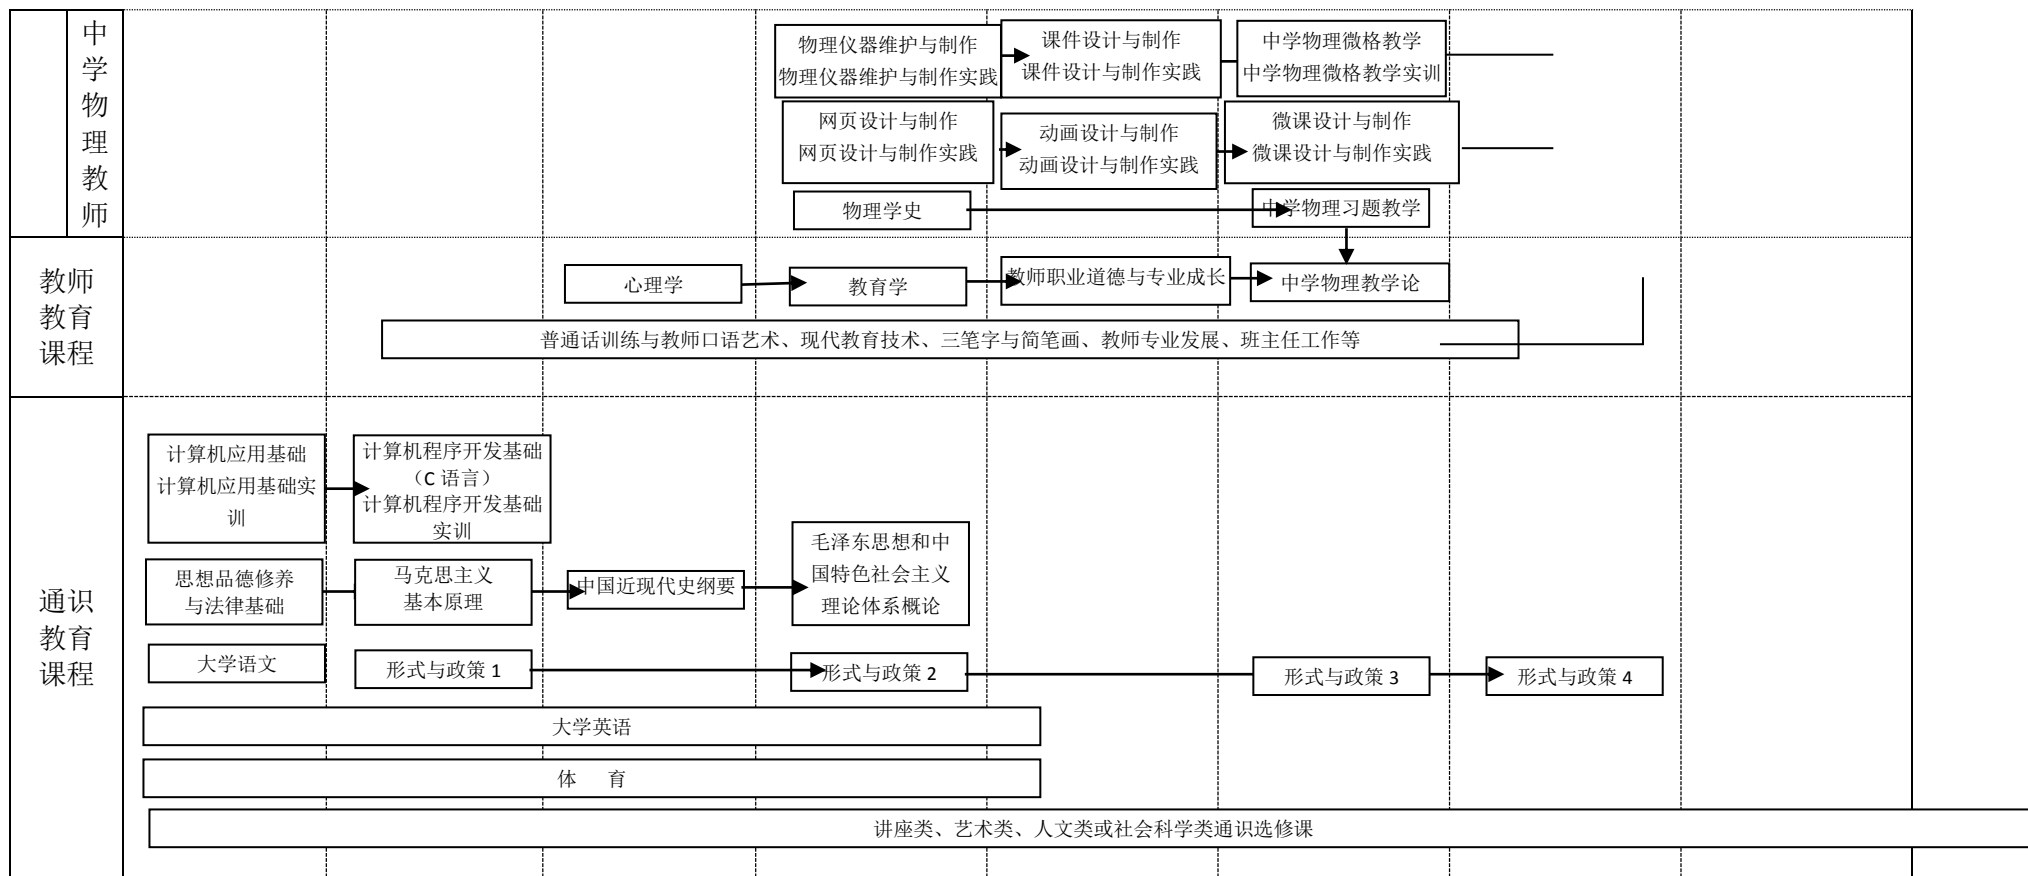 中
学
物
理
教
师
物理仪器维护与制作
物理仪器维护与制作实践
课件设计与制作
课件设计与制作实践
中学物理微格教学
中学物理微格教学实训
网页设计与制作
网页设计与制作实践
动画设计与制作
动画设计与制作实践
微课设计与制作
微课设计与制作实践
物理学史
中学物理习题教学
教师
教育
课程
心理学
教育学
教师职业道德与专业成长
中学物理教学论
普通话训练与教师口语艺术、现代教育技术、三笔字与简笔画、教师专业发展、班主任工作等
通识
教育
课程
计算机应用基础
计算机应用基础实
训
计算机程序开发基础
（C 语言）
计算机程序开发基础
实训
思想品德修养
与法律基础
马克思主义
基本原理
中国近现代史纲要
毛泽东思想和中
国特色社会主义
理论体系概论
大学语文
形式与政策 1
形式与政策 2
形式与政策 3
形式与政策 4
大学英语
体 育
讲座类、艺术类、人文类或社会科学类通识选修课